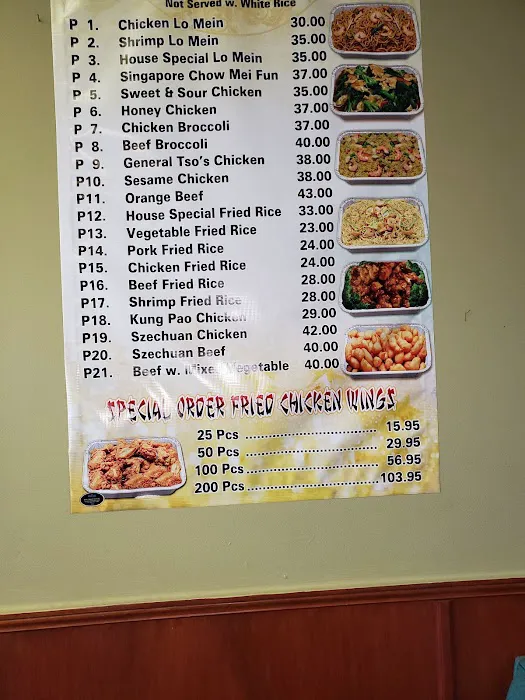 Not Served w. White Rice
P 1. Chicken Lo Mein 30.00
P 2. Shrimp Lo Mein 35.00
P 3. House Special Lo Mein 35.00
P 4. Singapore Chow Mei Fun 37.00
P 5. Sweet & Sour Chicken 35.00
P 6. Honey Chicken 37.00
P 7. Chicken Broccoli 37.00
P 8. Beef Broccoli 40.00
P 9. General Tso's Chicken 38.00
P10. Sesame Chicken 38.00
P11. Orange Beef 43.00
P12. House Special Fried Rice 33.00
P13. Vegetable Fried Rice 23.00
P14. Pork Fried Rice 24.00
P15. Chicken Fried Rice 24.00
P16. Beef Fried Rice 28.00
P17. Shrimp Fried Rice 28.00
P18. Kung Pao Chicken 29.00
P19. Szechuan Chicken 42.00
P20. Szechuan Beef 40.00
P21. Beef w. Mixed Vegetable 40.00
SPECIAL ORDER FRIED CHICKEN WINGS
25 Pcs ........................................ 15.95
50 Pcs ........................................ 29.95
100 Pcs ........................................ 56.95
200 Pcs ........................................ 103.95